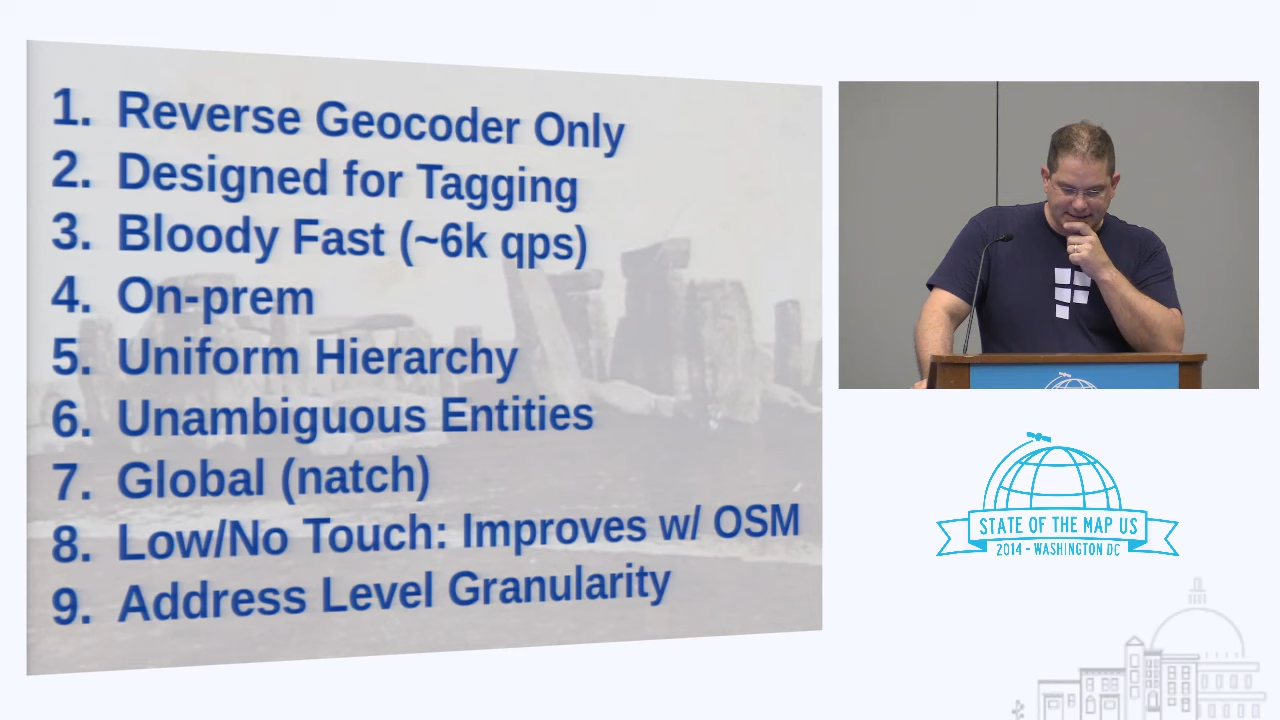 1. Reverse Geocoder Only
2. Designed for Tagging
3. Bloody Fast (~6k qps)
4. On-prem
5. Uniform Hierarchy
6. Unambiguous Entities
7. Global (natch)
8. Low/No Touch: Improves w/ OSM
9. Address Level Granularity
STATE OF THE MAP US
2014 - WASHINGTON DC